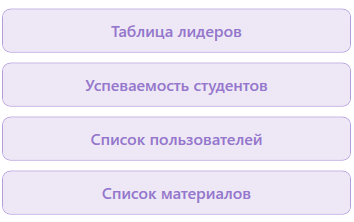 Таблица лидеров
Успеваемость студентов
Список пользователей
Список материалов